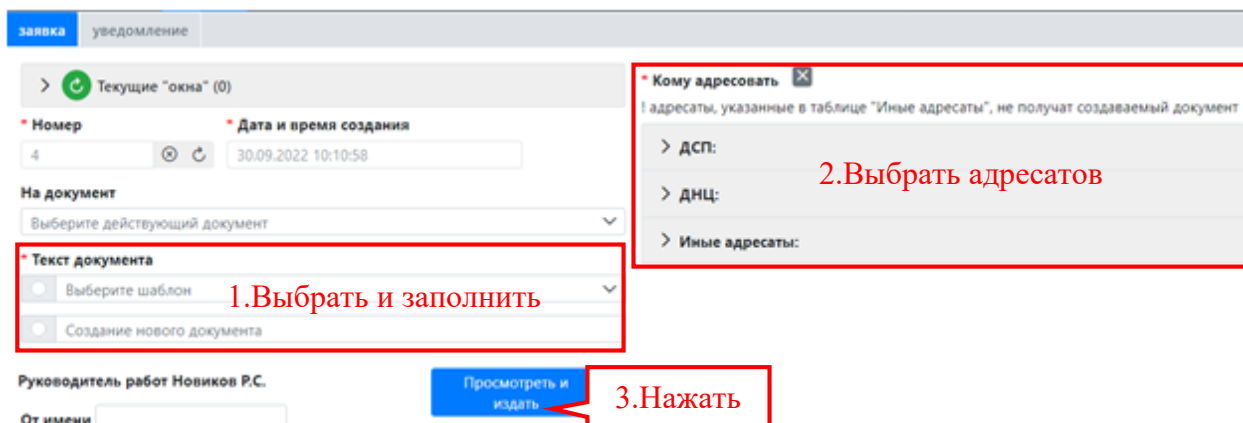 заявка уведомление
Текущие "окна" (0)
* Номер * Дата и время создания
4 30.09.2022 10:10:58
На документ
Выберите действующий документ
* Текст документа
Выберите шаблон
1.Выбрать и заполнить
Создание нового документа
Руководитель работ Новиков Р.С.
От имени
Просмотреть и
издать
3.Нажать
* Кому адресовать
! адресаты, указанные в таблице "Иные адресаты", не получат создаваемый документ
ДСП:
2.Выбрать адресатов
ДНЦ:
Иные адресаты: